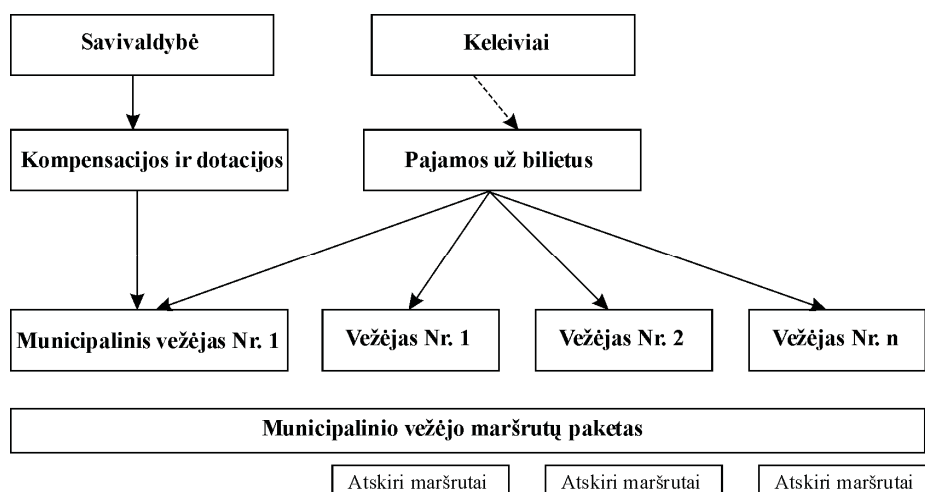 Savivaldybė
Keleiviai
Kompensacijos ir dotacijos
Pajamos už bilietus
Municipalinis vežėjas Nr. 1
Vežėjas Nr. 1
Vežėjas Nr. 2
Vežėjas Nr. n
Municipalinio vežėjo maršrutų paketas
Atskiri maršrutai
Atskiri maršrutai
Atskiri maršrutai